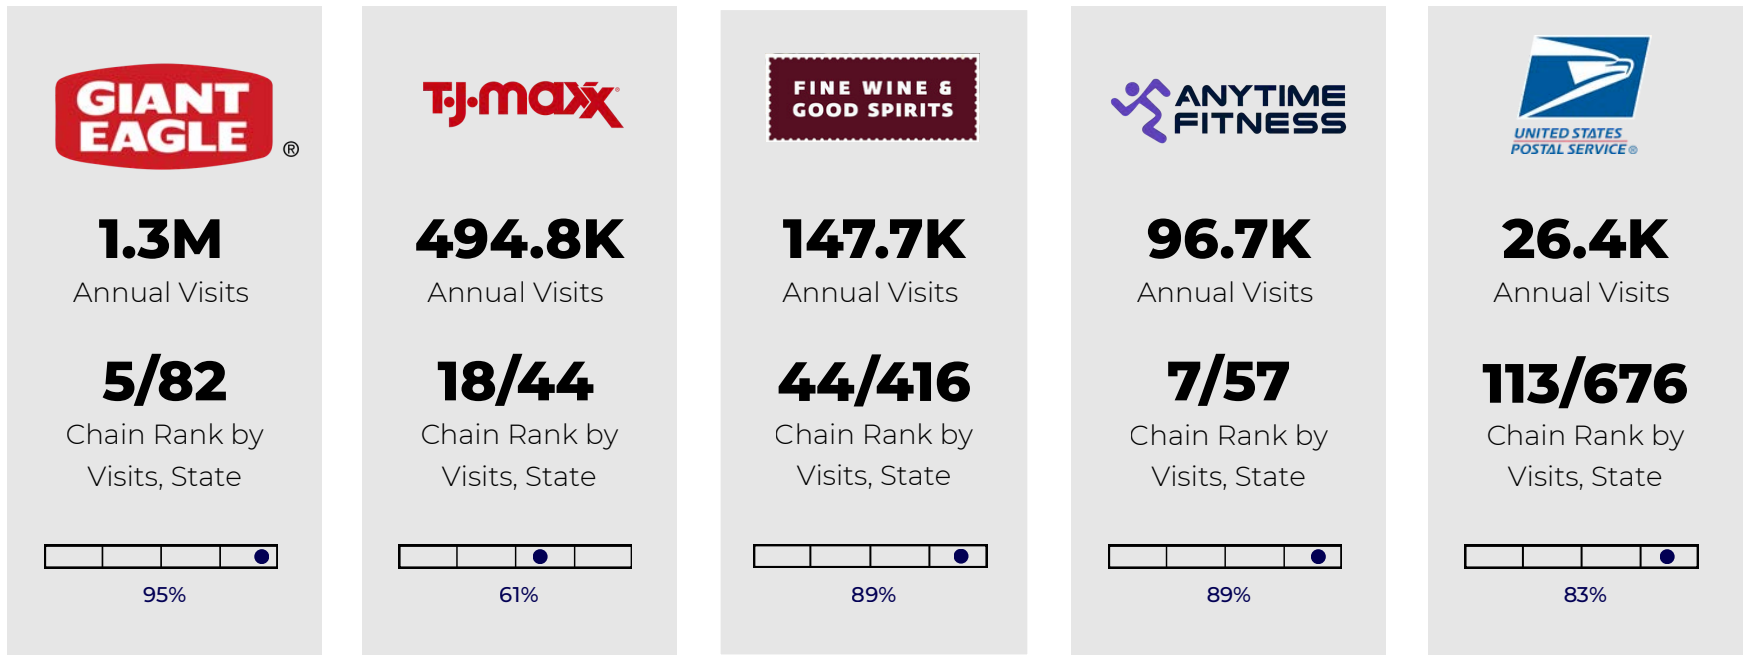 GIANT
EAGLE
®
1.3M
Annual Visits
5/82
Chain Rank by
Visits, State
95%
T·J·maxx®
494.8K
Annual Visits
18/44
Chain Rank by
Visits, State
61%
FINE WINE &
GOOD SPIRITS
147.7K
Annual Visits
44/416
Chain Rank by
Visits, State
89%
ANYTIME
FITNESS
96.7K
Annual Visits
7/57
Chain Rank by
Visits, State
89%
UNITED STATES
POSTAL SERVICE®
26.4K
Annual Visits
113/676
Chain Rank by
Visits, State
83%